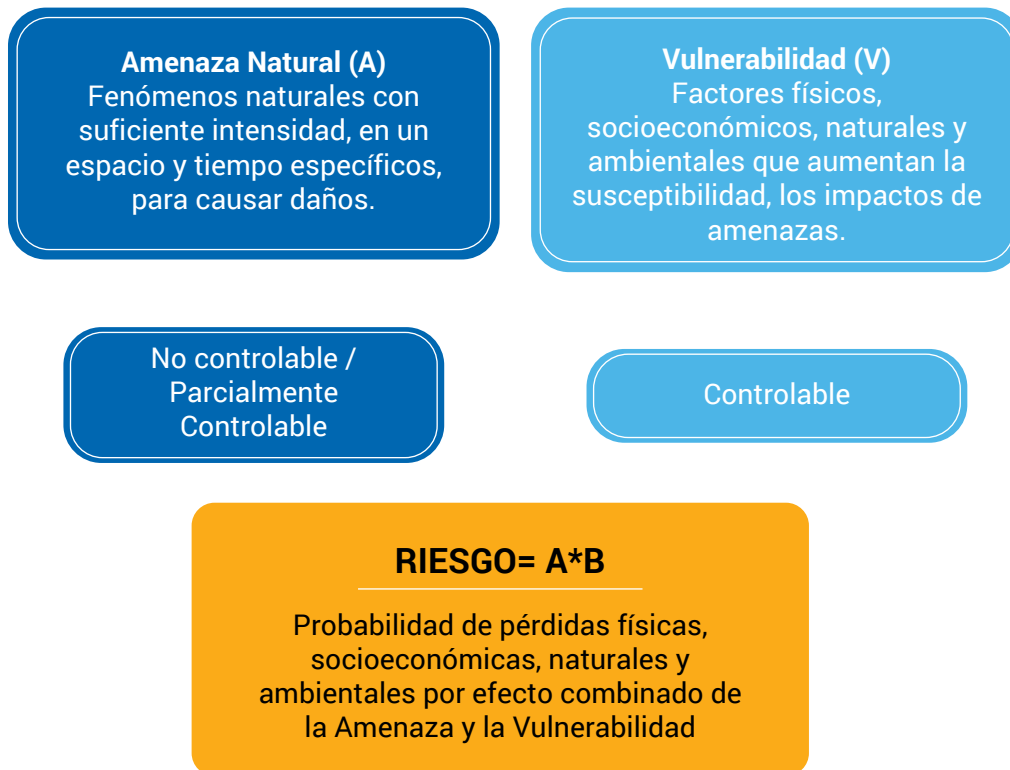 Amenaza Natural (A)
Fenómenos naturales con
suficiente intensidad, en un
espacio y tiempo específicos,
para causar daños.
Vulnerabilidad (V)
Factores físicos,
socioeconómicos, naturales y
ambientales que aumentan la
susceptibilidad, los impactos de
amenazas.
No controlable /
Parcialmente
Controlable
Controlable
RIESGO= A*B
Probabilidad de pérdidas físicas,
socioeconómicas, naturales y
ambientales por efecto combinado de
la Amenaza y la Vulnerabilidad